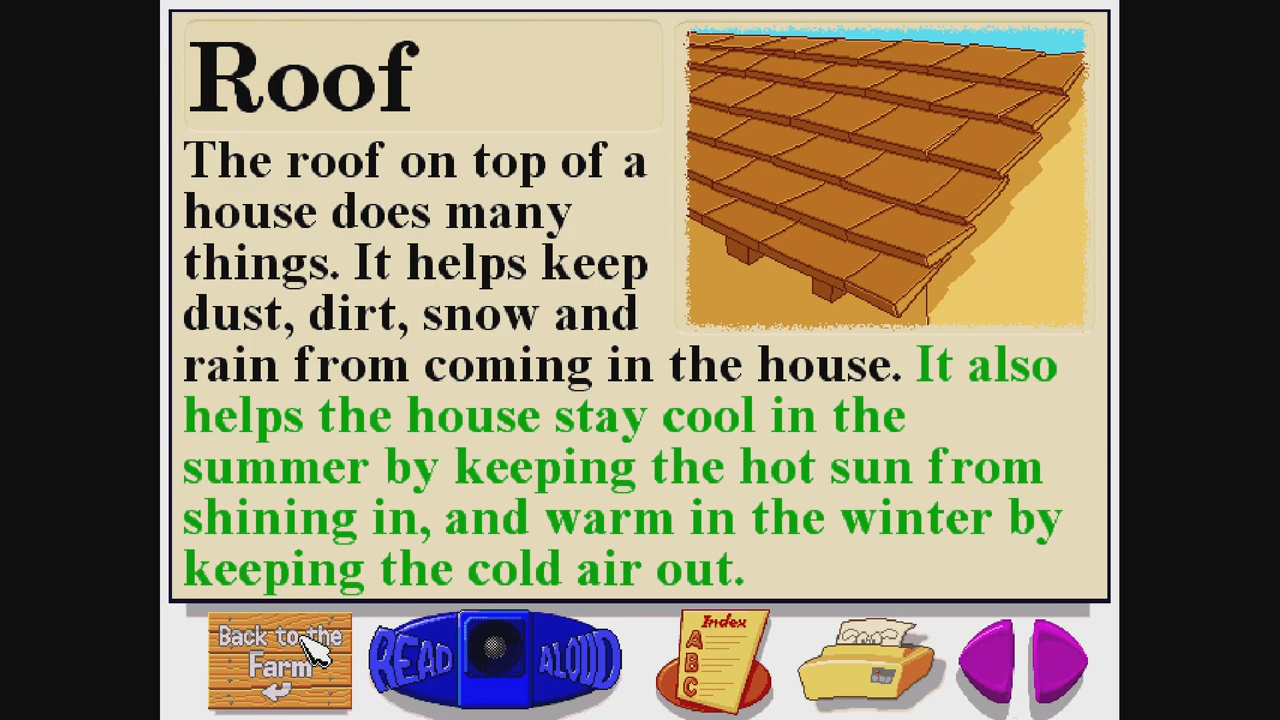 Roof
The roof on top of a
house does many
things. It helps keep
dust, dirt, snow and
rain from coming in the house. It also
helps the house stay cool in the
summer by keeping the hot sun from
shining in, and warm in the winter by
keeping the cold air out.
Back to the
Farm
READ ALOUD
Index
A
B
C